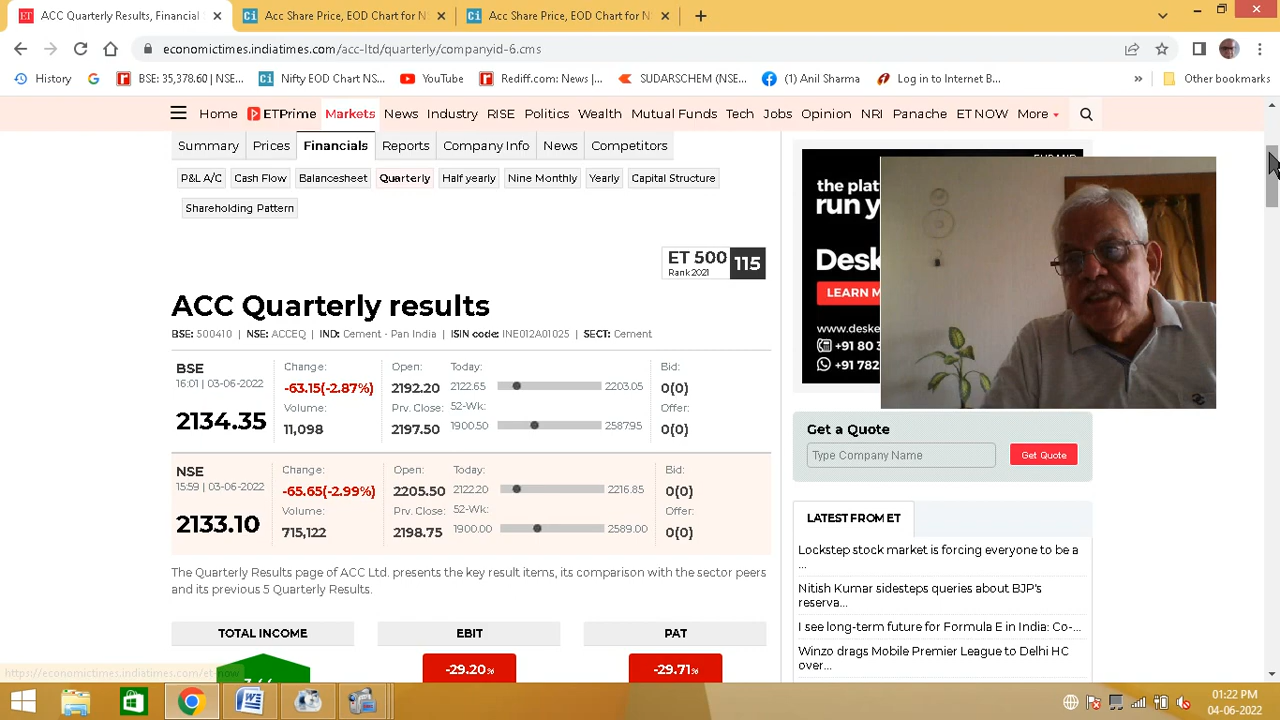 ACC Quarterly Results, Financial
Acc Share Price, EOD Chart for N
Acc Share Price, EOD Chart for N
economictimes.indiatimes.com/acc-ltd/quarterly/companyid-6.cms
History
BSE: 35,378.60 | NSE...
Nifty EOD Chart NS...
YouTube
Rediff.com: News |...
SUDARSCHEM (NSE...
(1) Anil Sharma
Log in to Internet B...
»
Other bookmarks
Home ETPrime Markets News Industry RISE Politics Wealth Mutual Funds Tech Jobs Opinion NRI Panache ET NOW More
Summary Prices Financials Reports Company Info News Competitors
P&L A/C Cash Flow Balancesheet Quarterly Half yearly Nine Monthly Yearly Capital Structure
Shareholding Pattern
ET 500
Rank 2021
115
ACC Quarterly results
BSE: 500410 | NSE: ACCEQ | IND: Cement - Pan India | ISIN code: INE012A01025 | SECT: Cement
BSE
16:01 | 03-06-2022
2134.35
Change:
-63.15(-2.87%)
Volume:
11,098
Open:
2192.20
Prv. Close:
2197.50
Today:
2122.65 2203.05
52-Wk:
1900.50 2587.95
Bid:
0(0)
Offer:
0(0)
NSE
15:59 | 03-06-2022
2133.10
Change:
-65.65(-2.99%)
Volume:
715,122
Open:
2205.50
Prv. Close:
2198.75
Today:
2122.20 2216.85
52-Wk:
1900.00 2589.00
Bid:
0(0)
Offer:
0(0)
The Quarterly Results page of ACC Ltd. presents the key result items, its comparison with the sector peers
and its previous 5 Quarterly Results.
TOTAL INCOME EBIT PAT
-29.20% -29.71%
https://economictimes.indiatimes.com/et-now
the plat
run y
Desk
LEARN M
www.deske
+91 80 3
+91 782
Get a Quote
Type Company Name
Get Quote
LATEST FROM ET
Lockstep stock market is forcing everyone to be a
...
Nitish Kumar sidesteps queries about BJP's
reserva...
I see long-term future for Formula E in India: Co-...
Winzo drags Mobile Premier League to Delhi HC
over...
01:22 PM
04-06-2022